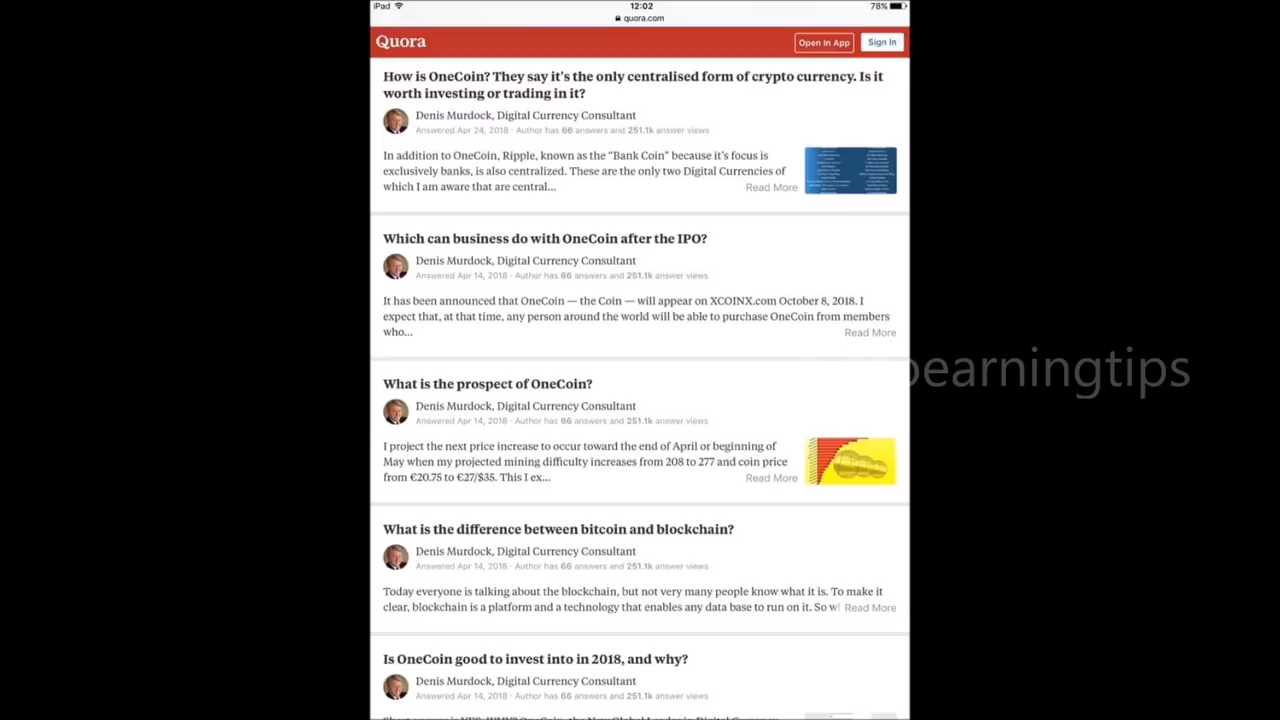 iPad 12:02 78%
quora.com
Quora Open In App Sign In
How is OneCoin? They say it's the only centralised form of crypto currency. Is it
worth investing or trading in it?
Denis Murdock, Digital Currency Consultant
Answered Apr 24, 2018 · Author has 66 answers and 251.1k answer views
In addition to OneCoin, Ripple, known as the “Bank Coin” because it’s focus is
exclusively banks, is also centralized. These are the only two Digital Currencies of
which I am aware that are central... Read More
Which can business do with OneCoin after the IPO?
Denis Murdock, Digital Currency Consultant
Answered Apr 14, 2018 · Author has 66 answers and 251.1k answer views
It has been announced that OneCoin — the Coin — will appear on XCOINX.com October 8, 2018. I
expect that, at that time, any person around the world will be able to purchase OneCoin from members
who... Read More
earningtips
What is the prospect of OneCoin?
Denis Murdock, Digital Currency Consultant
Answered Apr 14, 2018 · Author has 66 answers and 251.1k answer views
I project the next price increase to occur toward the end of April or beginning of
May when my projected mining difficulty increases from 208 to 277 and coin price
from €20.75 to €27/$35. This I ex... Read More
What is the difference between bitcoin and blockchain?
Denis Murdock, Digital Currency Consultant
Answered Apr 14, 2018 · Author has 66 answers and 251.1k answer views
Today everyone is talking about the blockchain, but not very many people know what it is. To make it
clear, blockchain is a platform and a technology that enables any data base to run on it. So Read More
Is OneCoin good to invest into in 2018, and why?
Denis Murdock, Digital Currency Consultant
Answered Apr 14, 2018 · Author has 66 answers and 251.1k answer views